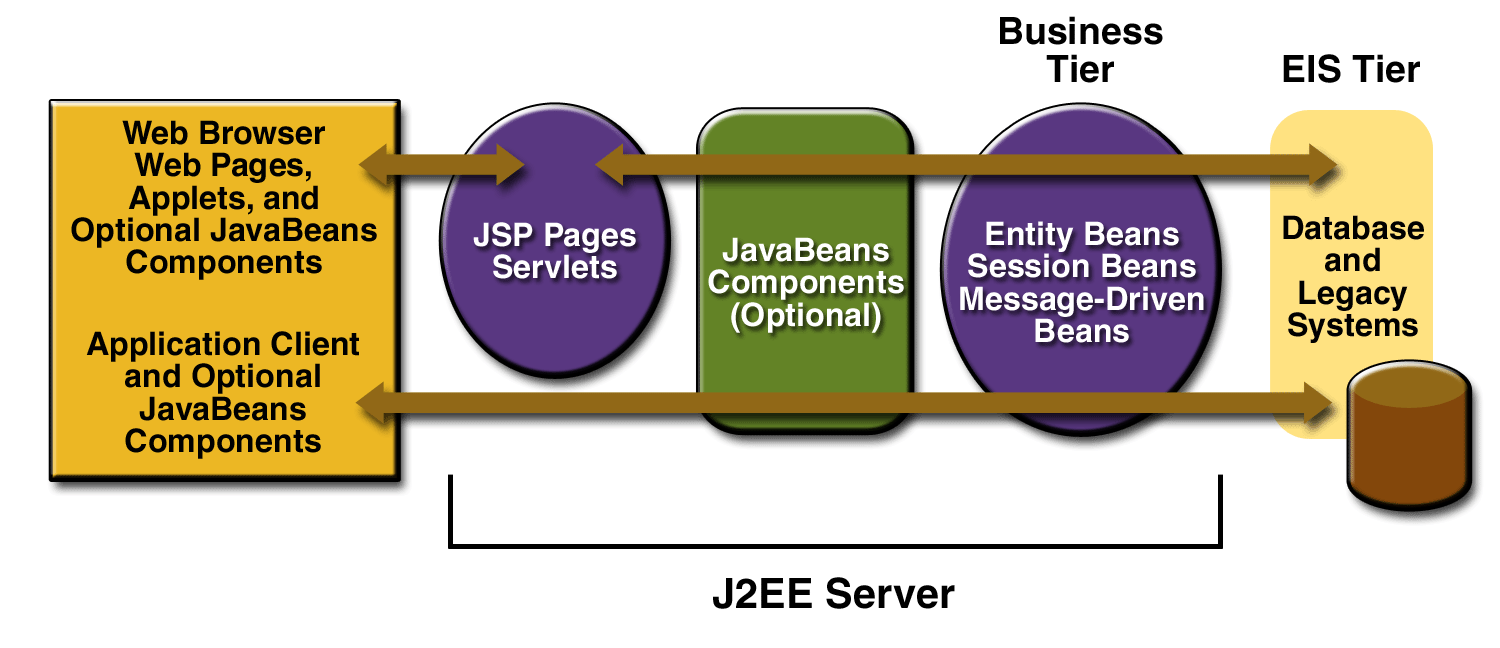 Business
Tier
EIS Tier
Web Browser
Web Pages,
Applets, and
Optional JavaBeans
Components
Application Client
and Optional
JavaBeans
Components
JSP Pages
Servlets
JavaBeans
Components
(Optional)
Entity Beans
Session Beans
Message-Driven
Beans
Database
and
Legacy
Systems
J2EE Server